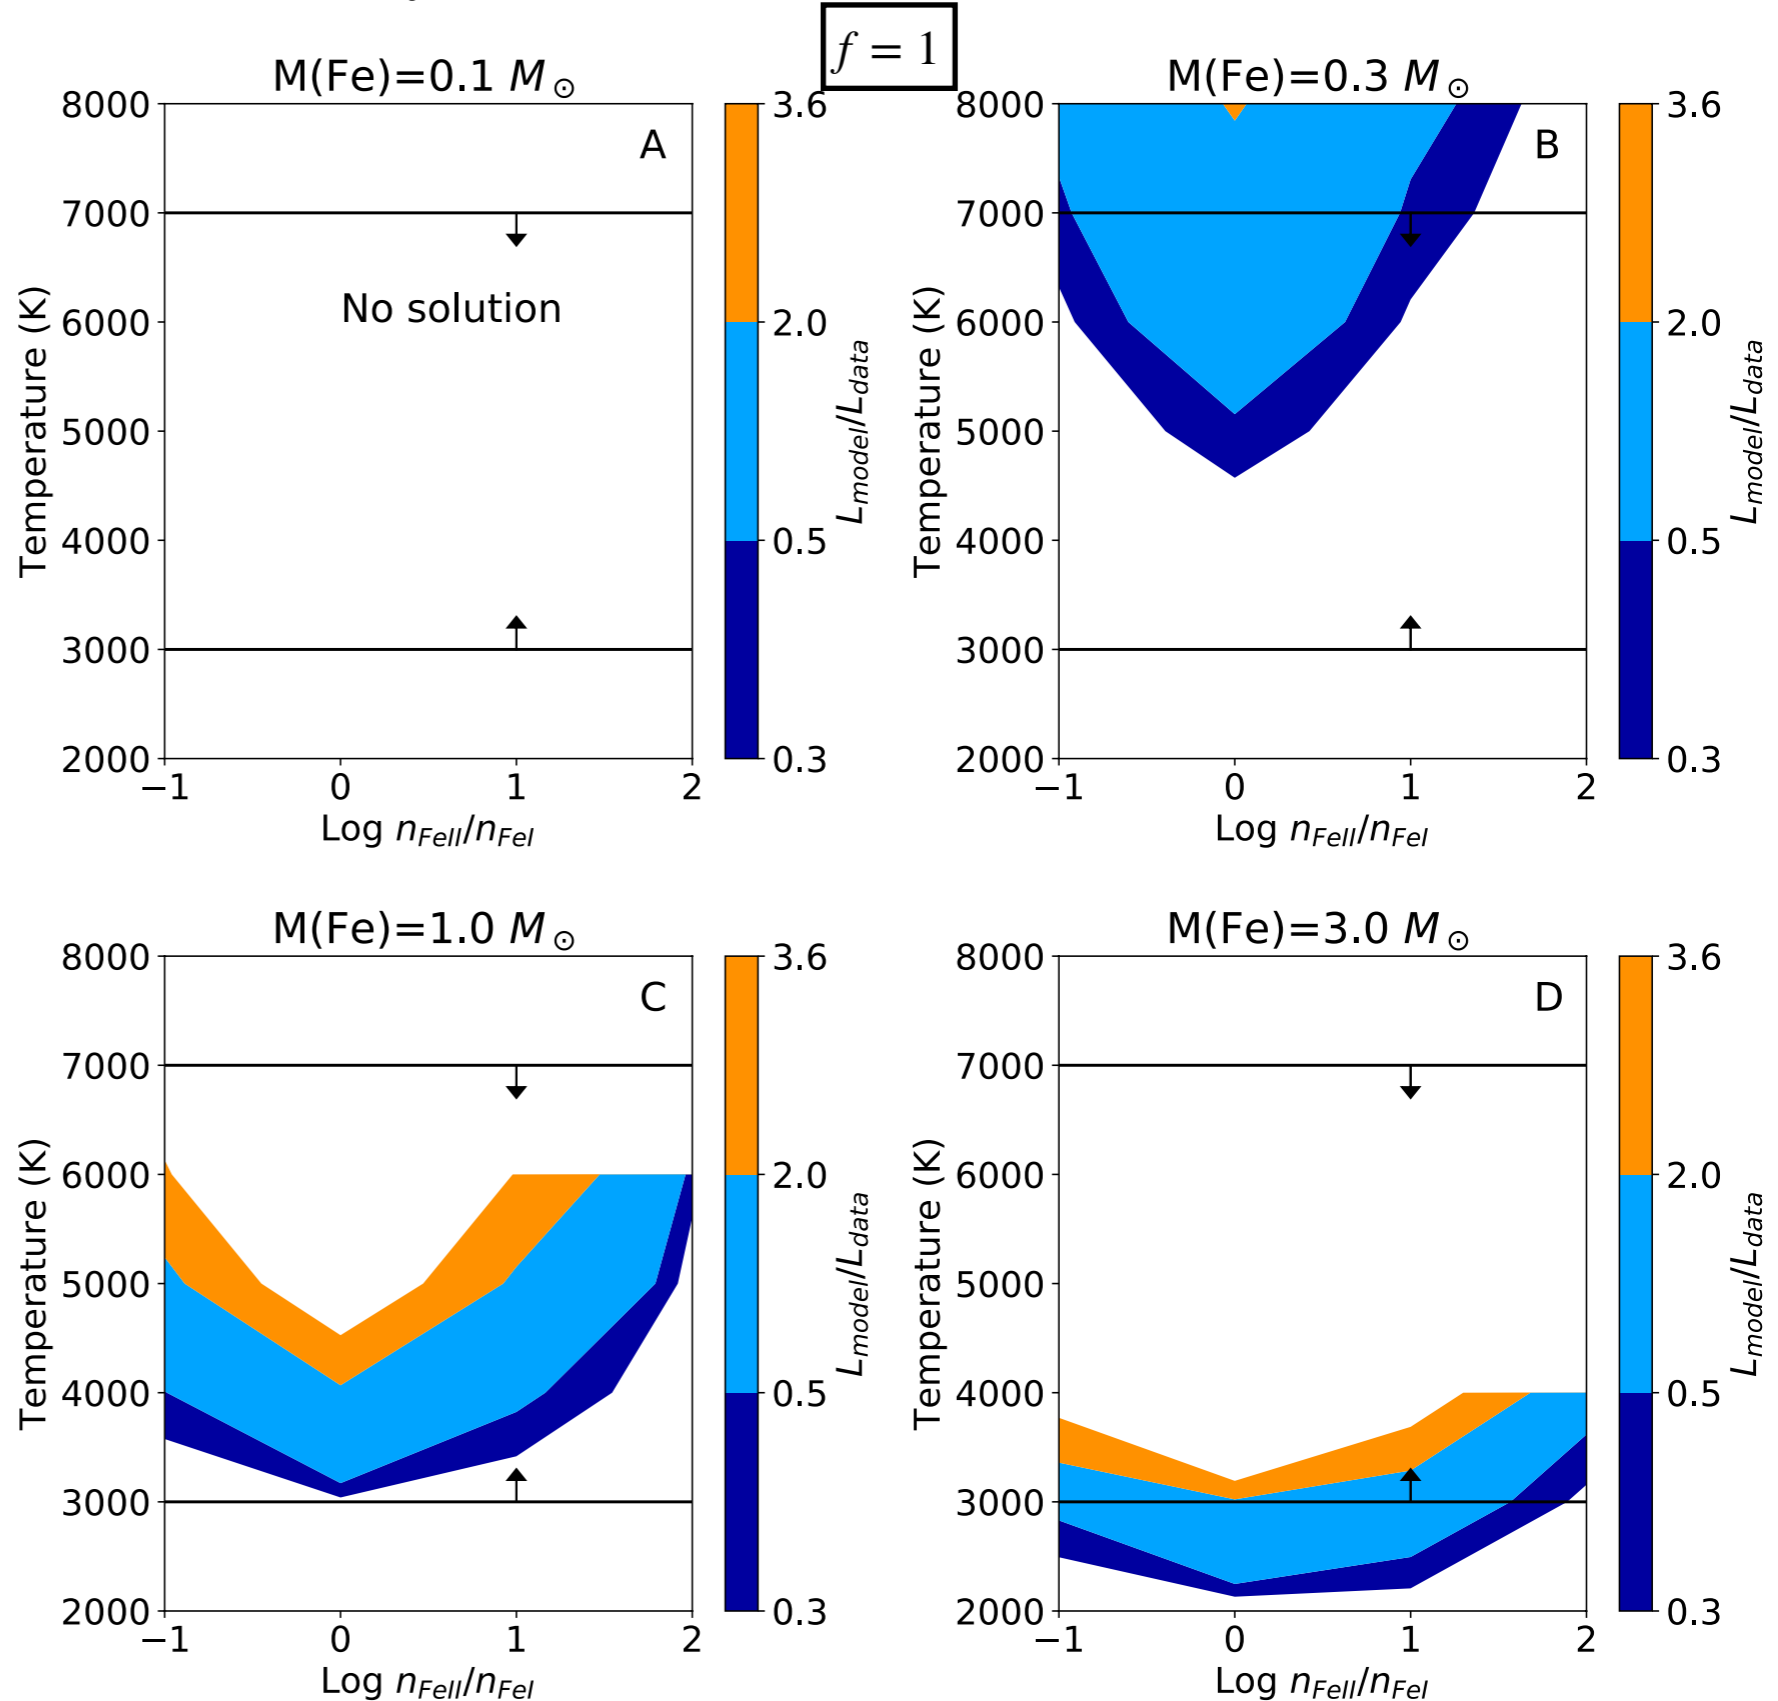 f = 1
M(Fe)=0.1 M⊙
M(Fe)=0.3 M⊙
8000
7000
6000
5000
4000
3000
2000
Temperature (K)
A
No solution
−1 0 1 2
Log nFeII/nFeI
3.6
2.0
0.5
0.3
Lmodel/Ldata
8000
7000
6000
5000
4000
3000
2000
Temperature (K)
B
−1 0 1 2
Log nFeII/nFeI
3.6
2.0
0.5
0.3
Lmodel/Ldata
M(Fe)=1.0 M⊙
M(Fe)=3.0 M⊙
8000
7000
6000
5000
4000
3000
2000
Temperature (K)
C
−1 0 1 2
Log nFeII/nFeI
3.6
2.0
0.5
0.3
Lmodel/Ldata
8000
7000
6000
5000
4000
3000
2000
Temperature (K)
D
−1 0 1 2
Log nFeII/nFeI
3.6
2.0
0.5
0.3
Lmodel/Ldata